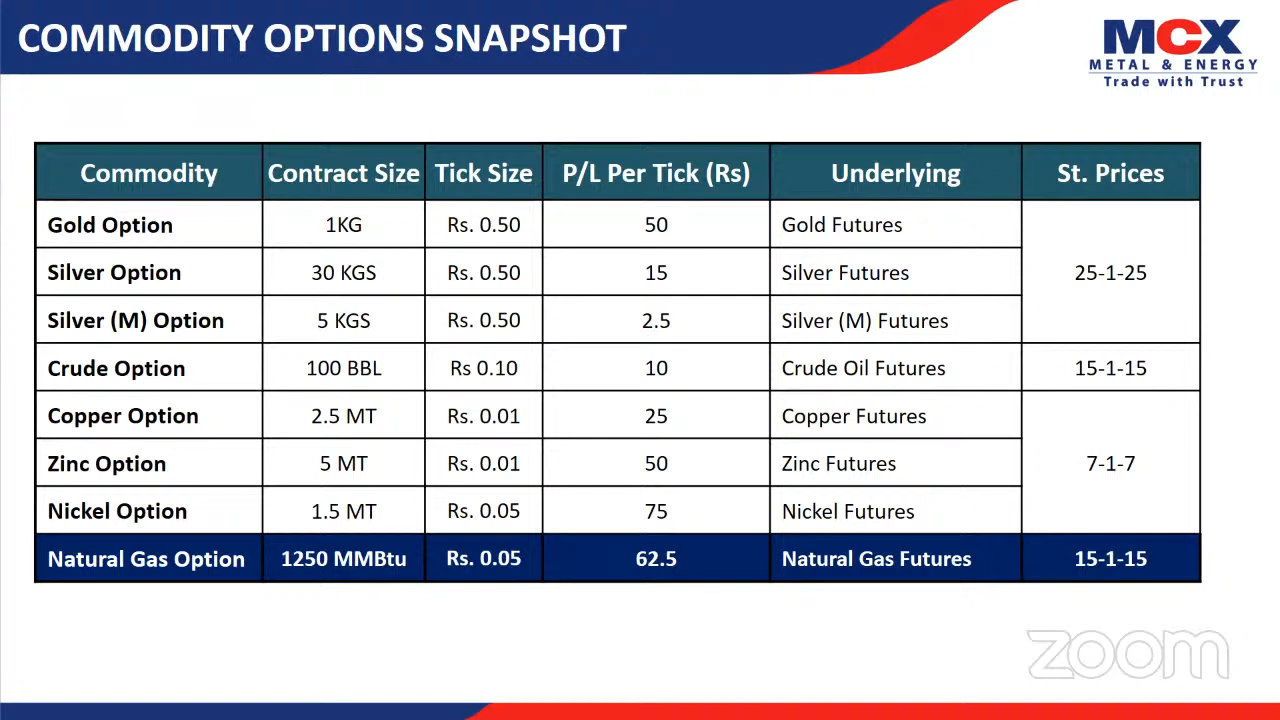 COMMODITY OPTIONS SNAPSHOT
MCX
METAL & ENERGY
Trade with Trust
Commodity Contract Size Tick Size P/L Per Tick (Rs) Underlying St. Prices
Gold Option 1KG Rs. 0.50 50 Gold Futures
Silver Option 30 KGS Rs. 0.50 15 Silver Futures 25-1-25
Silver (M) Option 5 KGS Rs. 0.50 2.5 Silver (M) Futures
Crude Option 100 BBL Rs 0.10 10 Crude Oil Futures 15-1-15
Copper Option 2.5 MT Rs. 0.01 25 Copper Futures
Zinc Option 5 MT Rs. 0.01 50 Zinc Futures 7-1-7
Nickel Option 1.5 MT Rs. 0.05 75 Nickel Futures
Natural Gas Option 1250 MMBtu Rs. 0.05 62.5 Natural Gas Futures 15-1-15
zoom